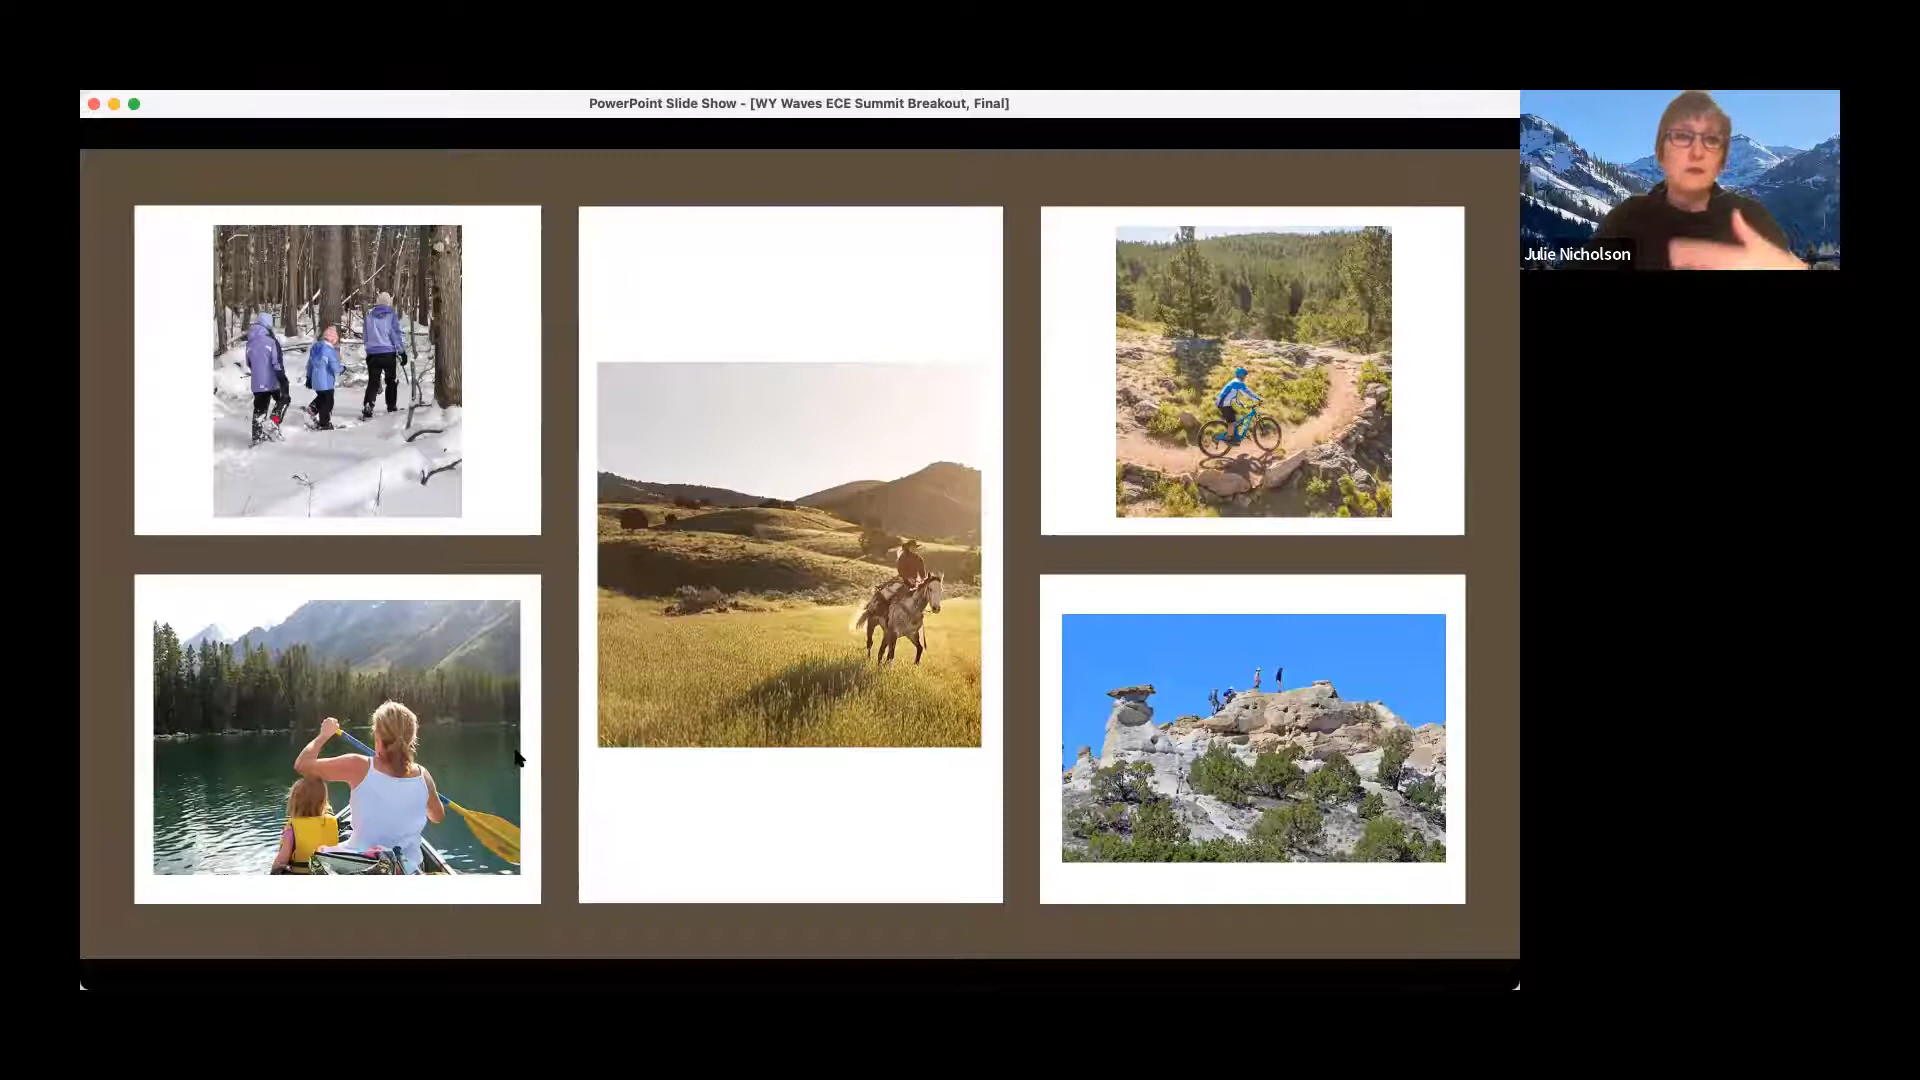 PowerPoint Slide Show - [WY Waves ECE Summit Breakout, Final]
Julie Nicholson